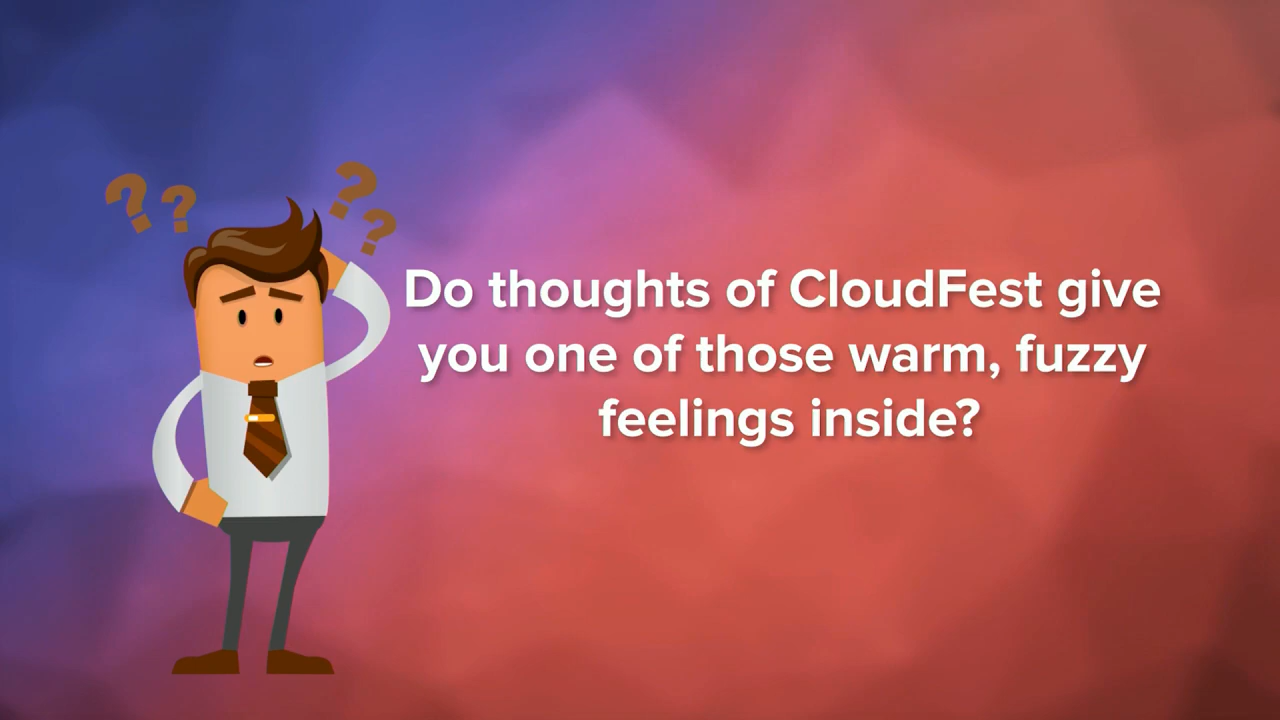 ? ? ? ?
Do thoughts of CloudFest give
you one of those warm, fuzzy
feelings inside?